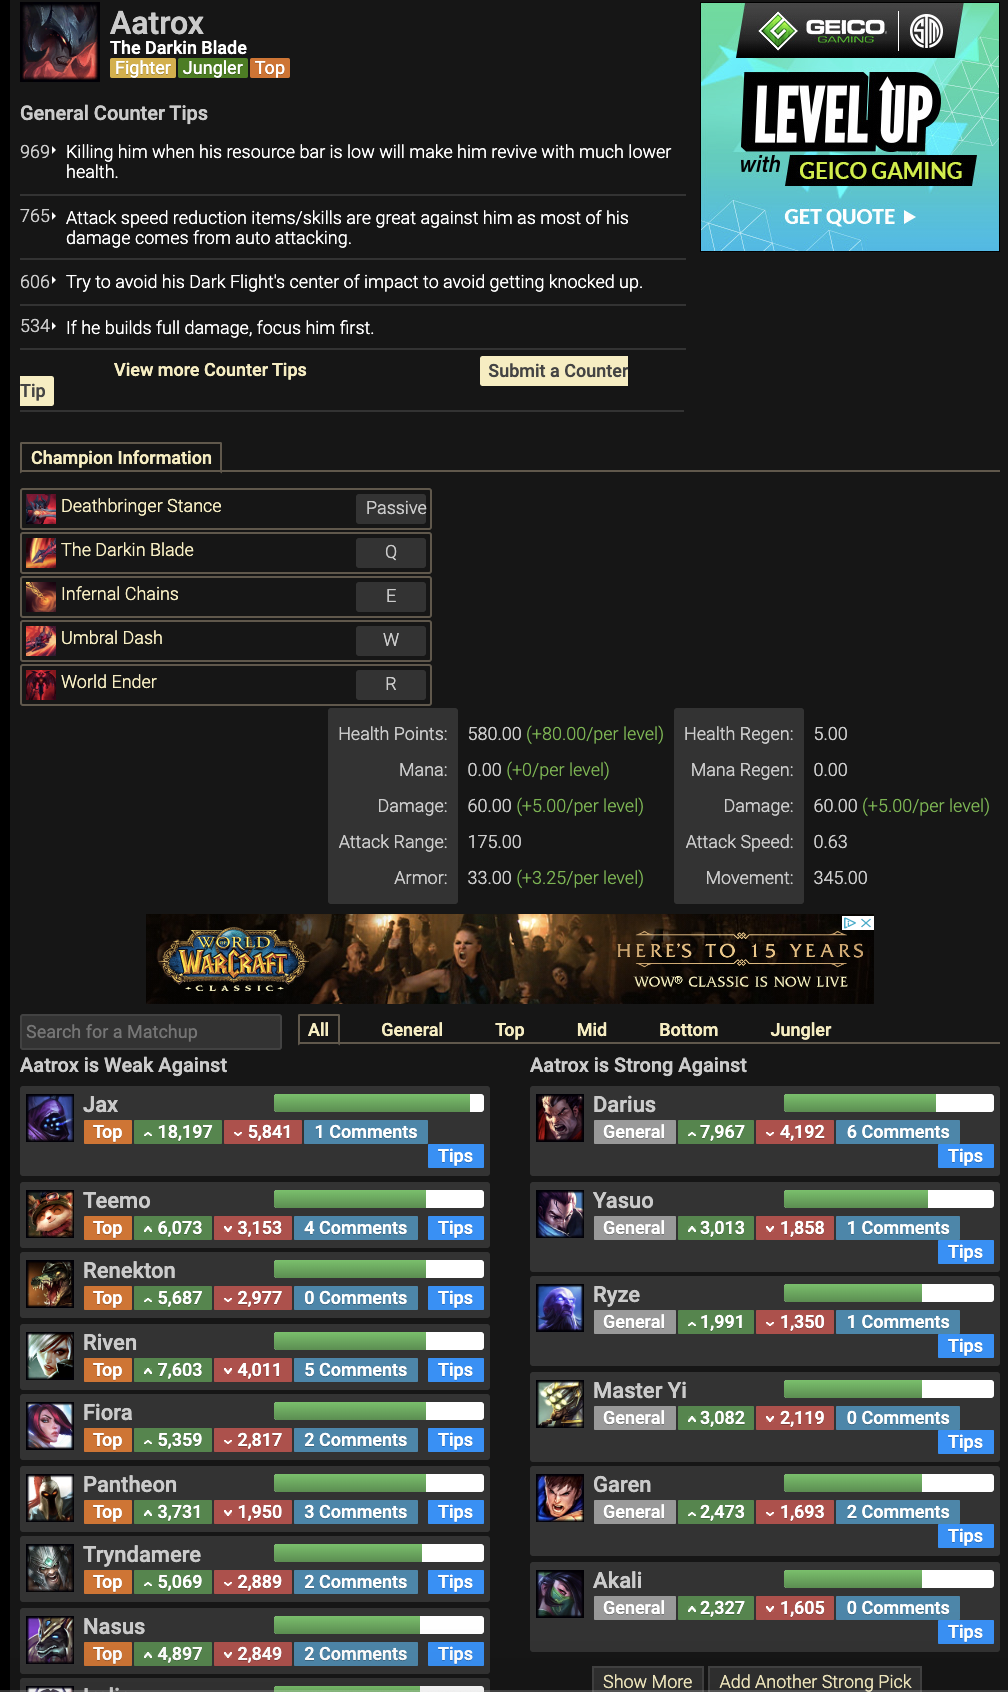 Aatrox
The Darkin Blade
Fighter Jungler Top
General Counter Tips
969 Killing him when his resource bar is low will make him revive with much lower
health.
765 Attack speed reduction items/skills are great against him as most of his
damage comes from auto attacking.
606 Try to avoid his Dark Flight's center of impact to avoid getting knocked up.
534 If he builds full damage, focus him first.
View more Counter Tips Submit a Counter
Tip
GEICO GAMING TSM
LEVEL UP
with GEICO GAMING
GET QUOTE
Champion Information
Deathbringer Stance Passive
The Darkin Blade Q
Infernal Chains E
Umbral Dash W
World Ender R
Health Points: 580.00 (+80.00/per level) Health Regen: 5.00
Mana: 0.00 (+0/per level) Mana Regen: 0.00
Damage: 60.00 (+5.00/per level) Damage: 60.00 (+5.00/per level)
Attack Range: 175.00 Attack Speed: 0.63
Armor: 33.00 (+3.25/per level) Movement: 345.00
WORLD
WARCRAFT
CLASSIC
HERE'S TO 15 YEARS
WOW® CLASSIC IS NOW LIVE
Search for a Matchup All General Top Mid Bottom Jungler
Aatrox is Weak Against
Jax
Top 18,197 5,841 1 Comments
Tips
Teemo
Top 6,073 3,153 4 Comments Tips
Renekton
Top 5,687 2,977 0 Comments Tips
Riven
Top 7,603 4,011 5 Comments Tips
Fiora
Top 5,359 2,817 2 Comments Tips
Pantheon
Top 3,731 1,950 3 Comments Tips
Tryndamere
Top 5,069 2,889 2 Comments Tips
Nasus
Top 4,897 2,849 2 Comments Tips
Aatrox is Strong Against
Darius
General 7,967 4,192 6 Comments
Tips
Yasuo
General 3,013 1,858 1 Comments
Tips
Ryze
General 1,991 1,350 1 Comments
Tips
Master Yi
General 3,082 2,119 0 Comments
Tips
Garen
General 2,473 1,693 2 Comments
Tips
Akali
General 2,327 1,605 0 Comments
Tips
Show More Add Another Strong Pick